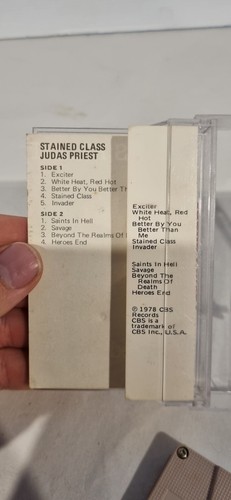 STAINED CLASS
JUDAS PRIEST
SIDE 1
1. Exciter
2. White Heat, Red Hot
3. Better By You Better Th
4. Stained Class
5. Invader
SIDE 2
1. Saints In Hell
2. Savage
3. Beyond The Realms Of
4. Heroes End
Exciter
White Heat, Red
Hot
Better By You
Better Than
Me
Stained Class
Invader
Saints In Hell
Savage
Beyond The
Realms Of
Death
Heroes End
℗ 1978 CBS
Records
CBS is a
trademark of
CBS Inc., U.S.A.